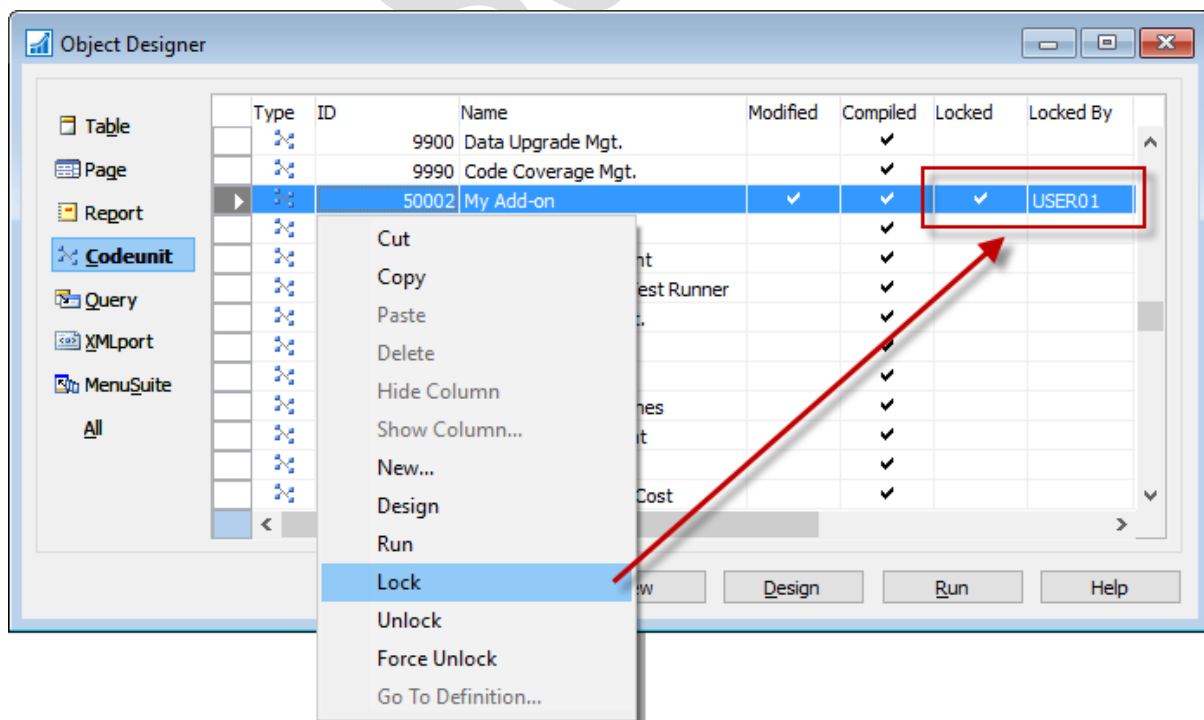 Object Designer
Type ID Name Modified Compiled Locked Locked By
Table
9900 Data Upgrade Mgt.
Page
9990 Code Coverage Mgt.
50002 My Add-on USER01
Report
Codeunit
Query
XMLport
MenuSuite
All
Cut
Copy
Paste
Delete
Hide Column
Show Column...
New...
Design
Run
Lock
Unlock
Force Unlock
Go To Definition...
nt
est Runner
t.
nes
nt
Cost
Design
Run
Help